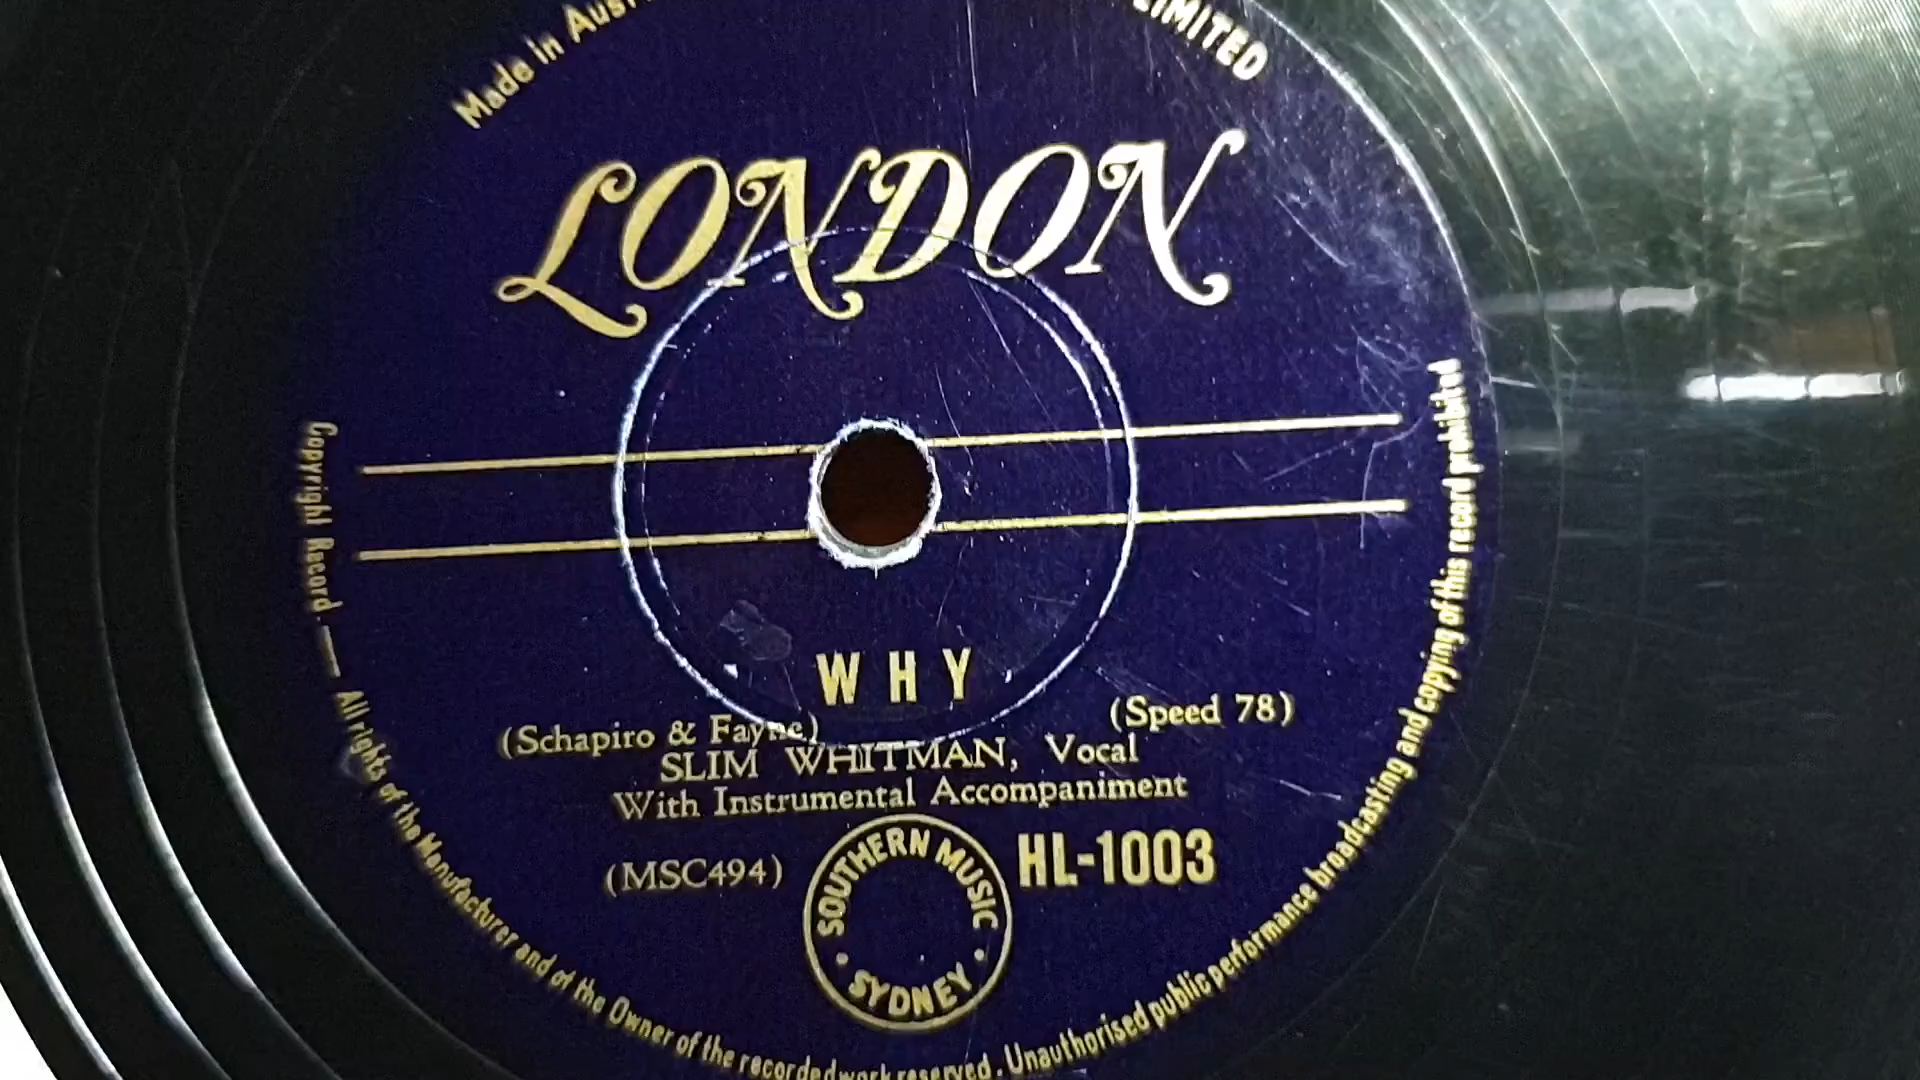 Made in
LIMITED
LONDON
WHY
(Speed 78)
(Schapiro & Fayne)
SLIM WHITMAN, Vocal
With Instrumental Accompaniment
(MSC494)
HL-1003
SOUTHERN MUSIC
· SYDNEY ·
Copyright Record — All rights of the Manufacturer and of the Owner of the recorded work reserved. Unauthorised public performance broadcasting and copying of this record prohibited